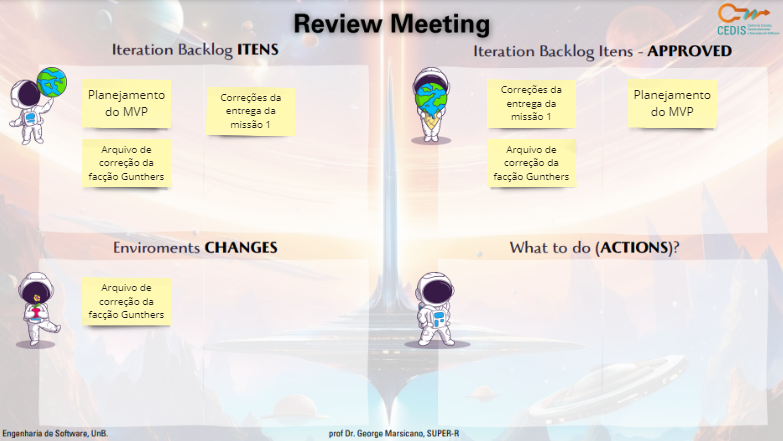 Review Meeting
CEDIS
Iteration Backlog ITENS
Planejamento
do MVP
Correções da
entrega da
missão 1
Arquivo de
correção da
facção Gunthers
Iteration Backlog Itens - APPROVED
Correções da
entrega da
missão 1
Planejamento
do MVP
Arquivo de
correção da
facção Gunthers
Enviroments CHANGES
Arquivo de
correção da
facção Gunthers
What to do (ACTIONS)?
Engenharia de Software, UnB.
prof Dr. George Marsicano, SUPER-R